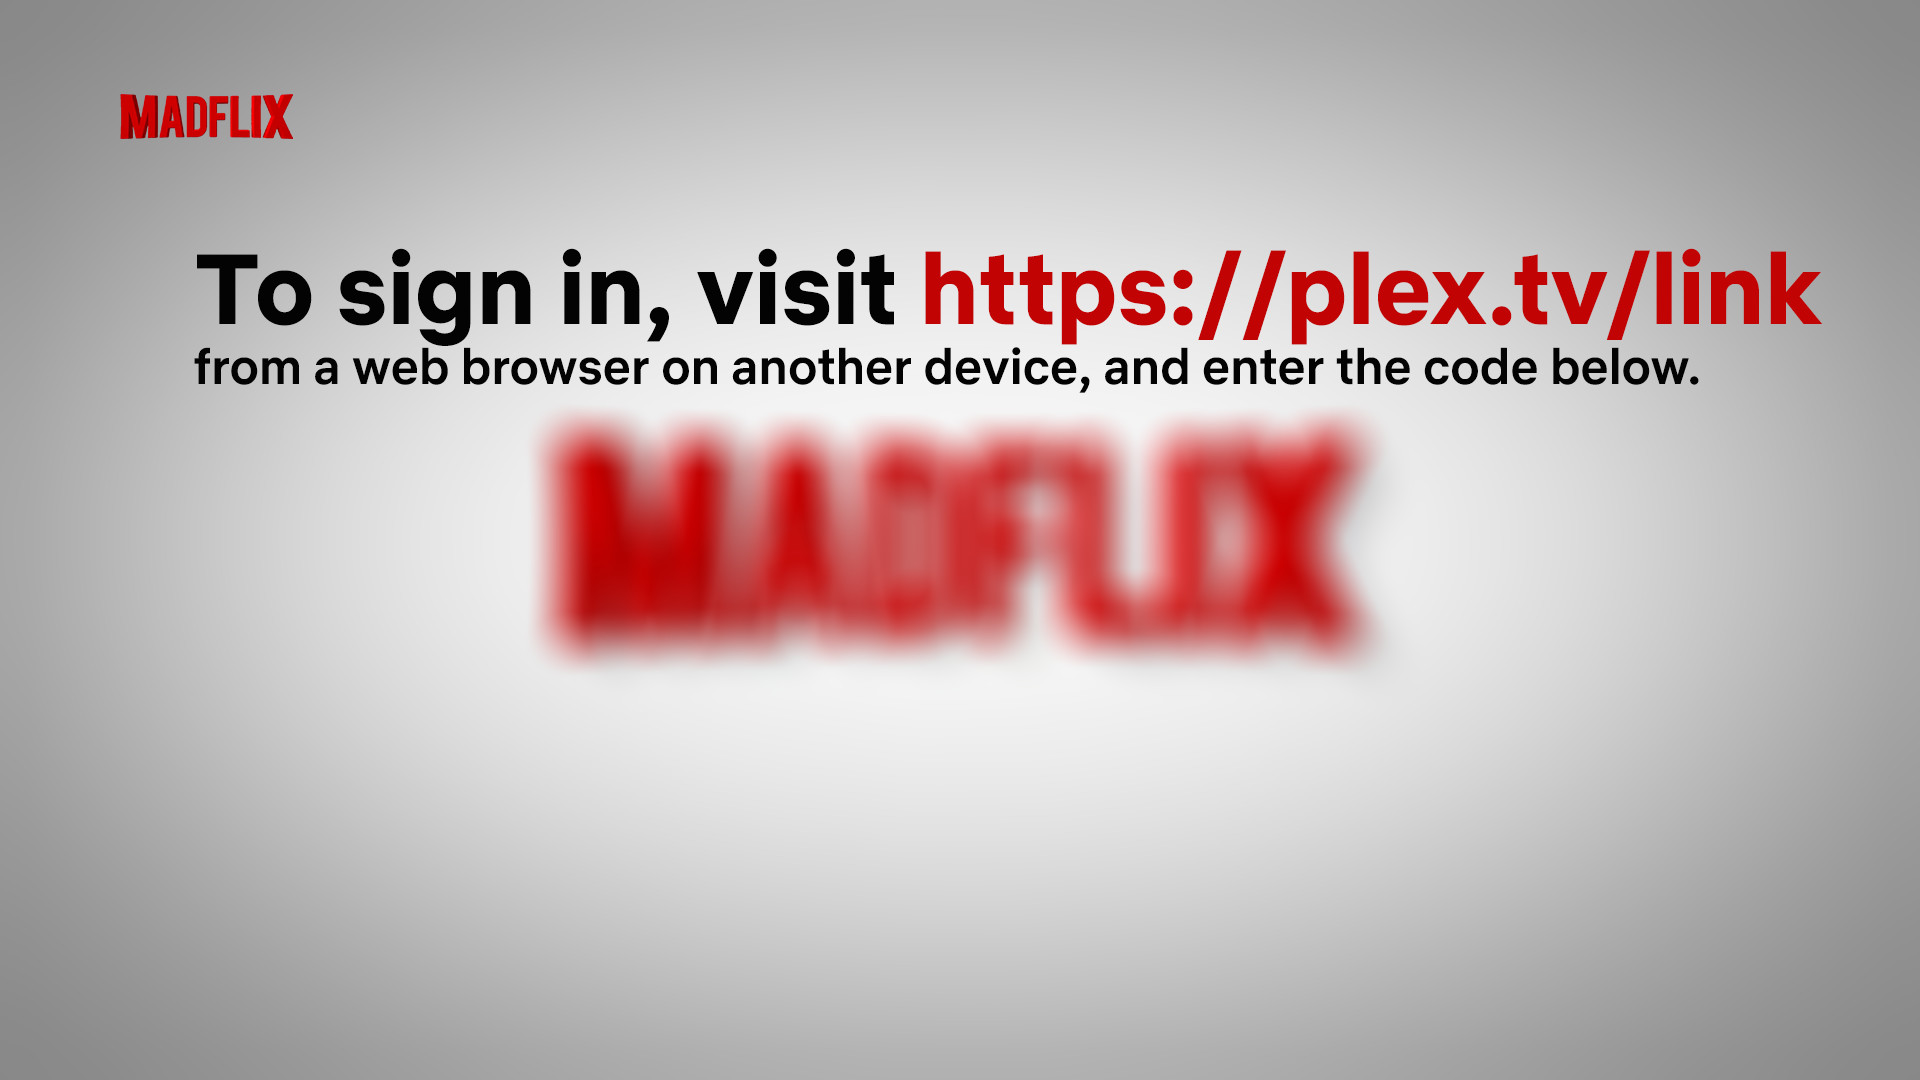 MADFLIX
To sign in, visit https://plex.tv/link
from a web browser on another device, and enter the code below.
MADFLIX